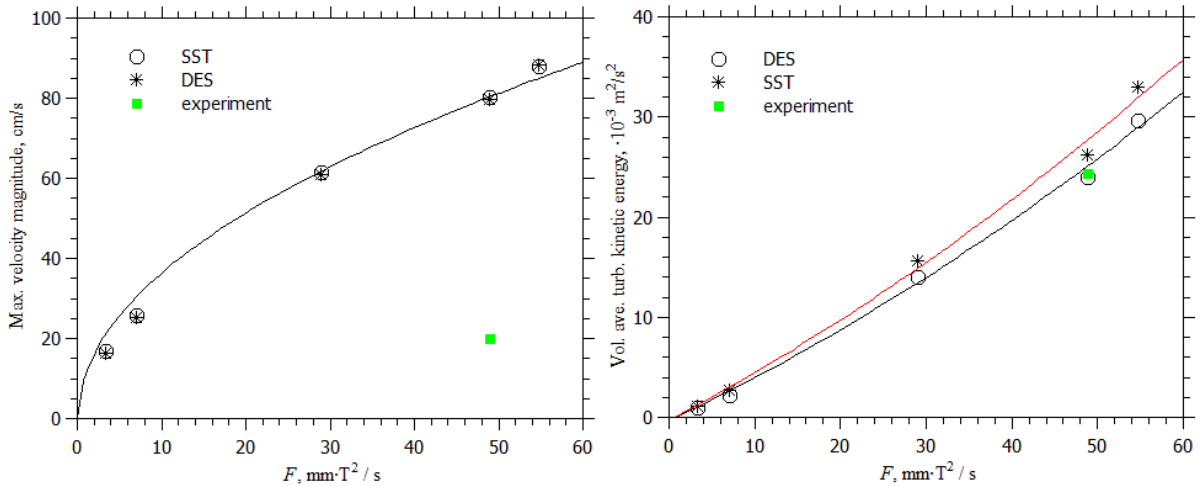 100
80
60
40
20
0
Max. velocity magnitude, cm/s
SST
DES
experiment
0 10 20 30 40 50 60
F, mm·T² / s
40
30
20
10
0
Vol. ave. turb. kinetic energy, ·10⁻³ m²/s²
DES
SST
experiment
0 10 20 30 40 50 60
F, mm·T² / s